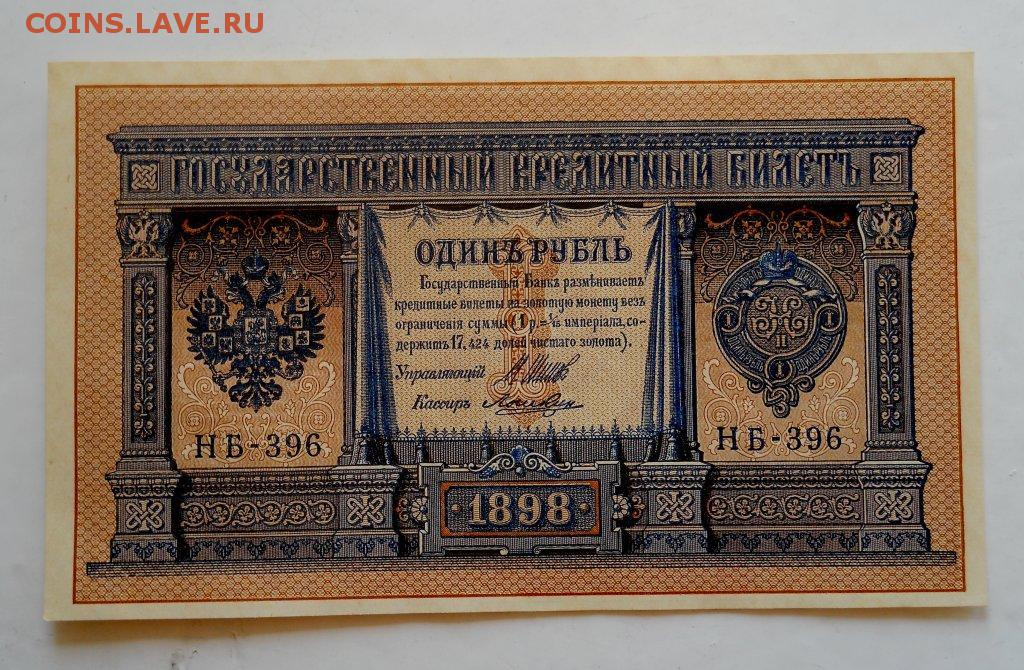 COINS.LAVE.RU
ГОСУДАРСТВЕННЫЙ КРЕДИТНЫЙ БИЛЕТЪ
ОДИНЪ РУБЛЬ
Государственный Банкъ размѣниваетъ
кредитные билеты на золотую монету безъ
ограниченія суммы (1 р. = 1/15 имперіала, со-
держитъ 17,424 долей чистаго золота).
Управляющій
Кассиръ
НБ-396
НБ-396
1898